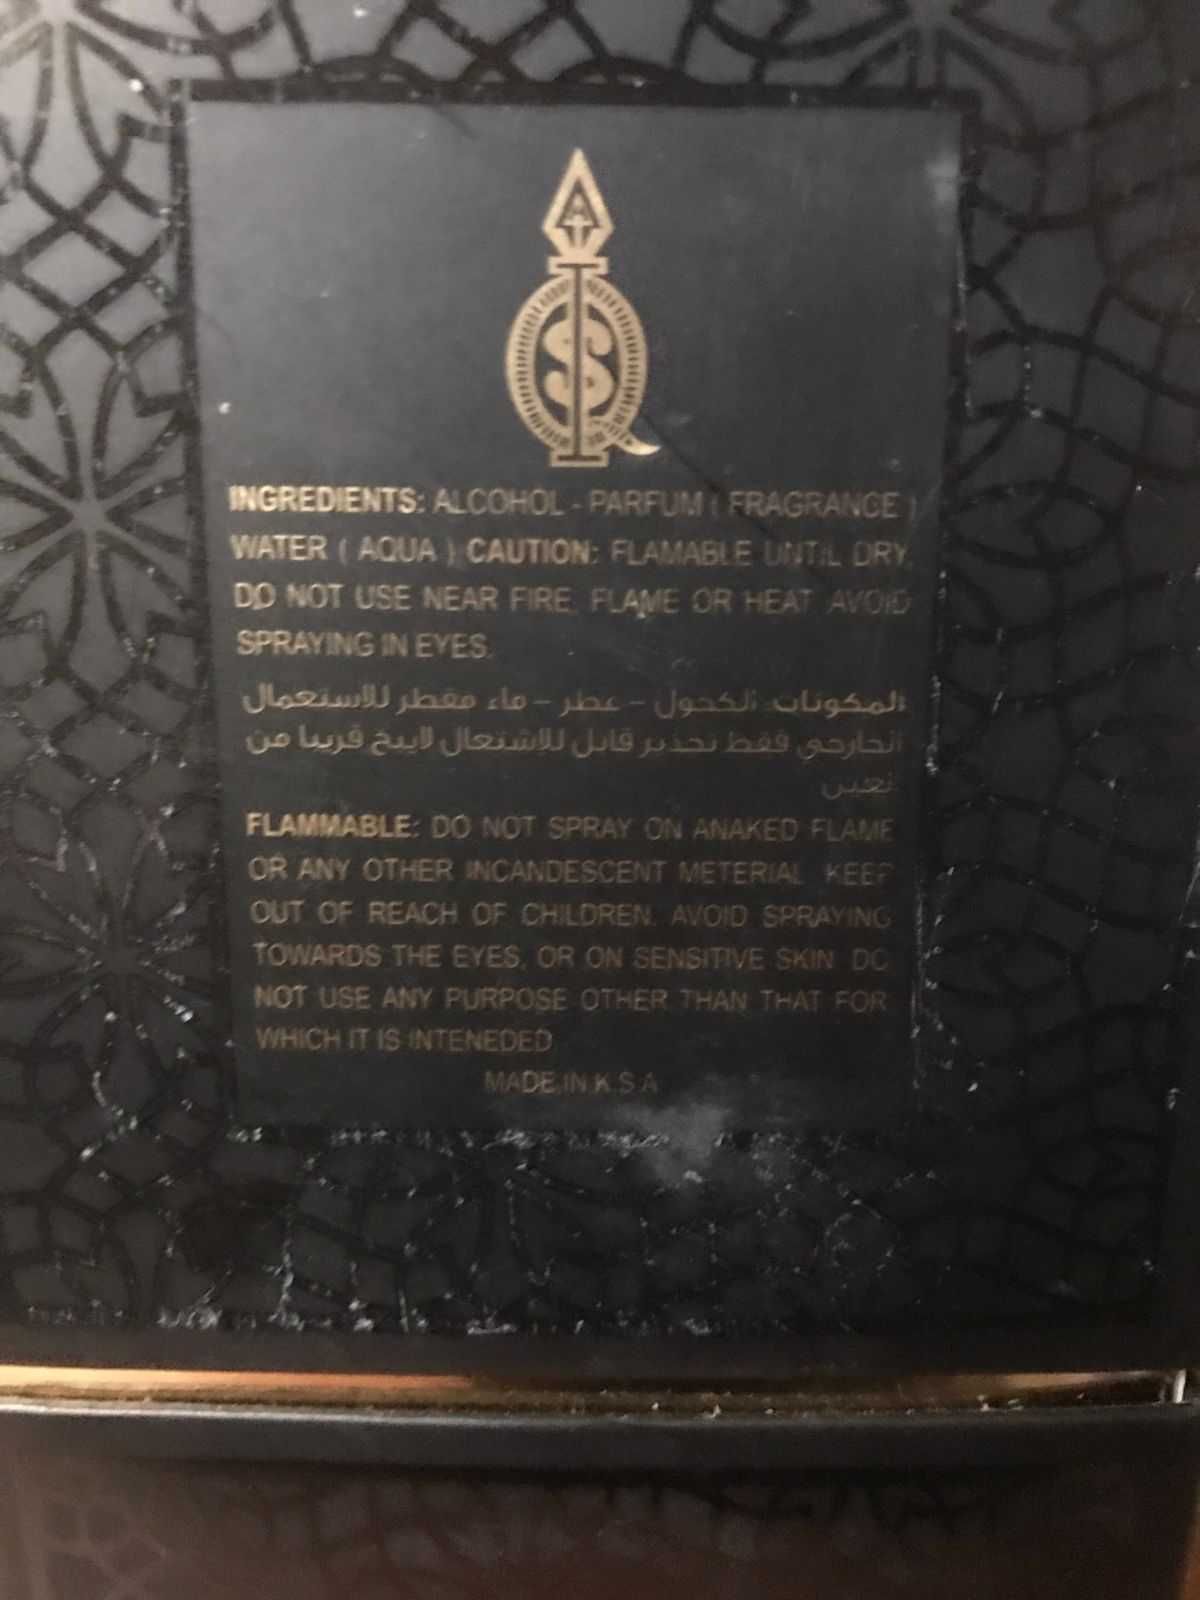 INGREDIENTS: ALCOHOL - PARFUM ( FRAGRANCE )
WATER ( AQUA ) CAUTION: FLAMABLE UNTIL DRY,
DO NOT USE NEAR FIRE, FLAME OR HEAT AVOID
SPRAYING IN EYES.
المكونات: الكحول - عطر - ماء مقطر للاستعمال
الخارجي فقط تحذير قابل للاشتعال لايبخ قريبا من
العين
FLAMMABLE: DO NOT SPRAY ON ANAKED FLAME
OR ANY OTHER INCANDESCENT METERIAL KEEP
OUT OF REACH OF CHILDREN. AVOID SPRAYING
TOWARDS THE EYES, OR ON SENSITIVE SKIN DO
NOT USE ANY PURPOSE OTHER THAN THAT FOR
WHICH IT IS INTENEDED
MADE IN K.S.A